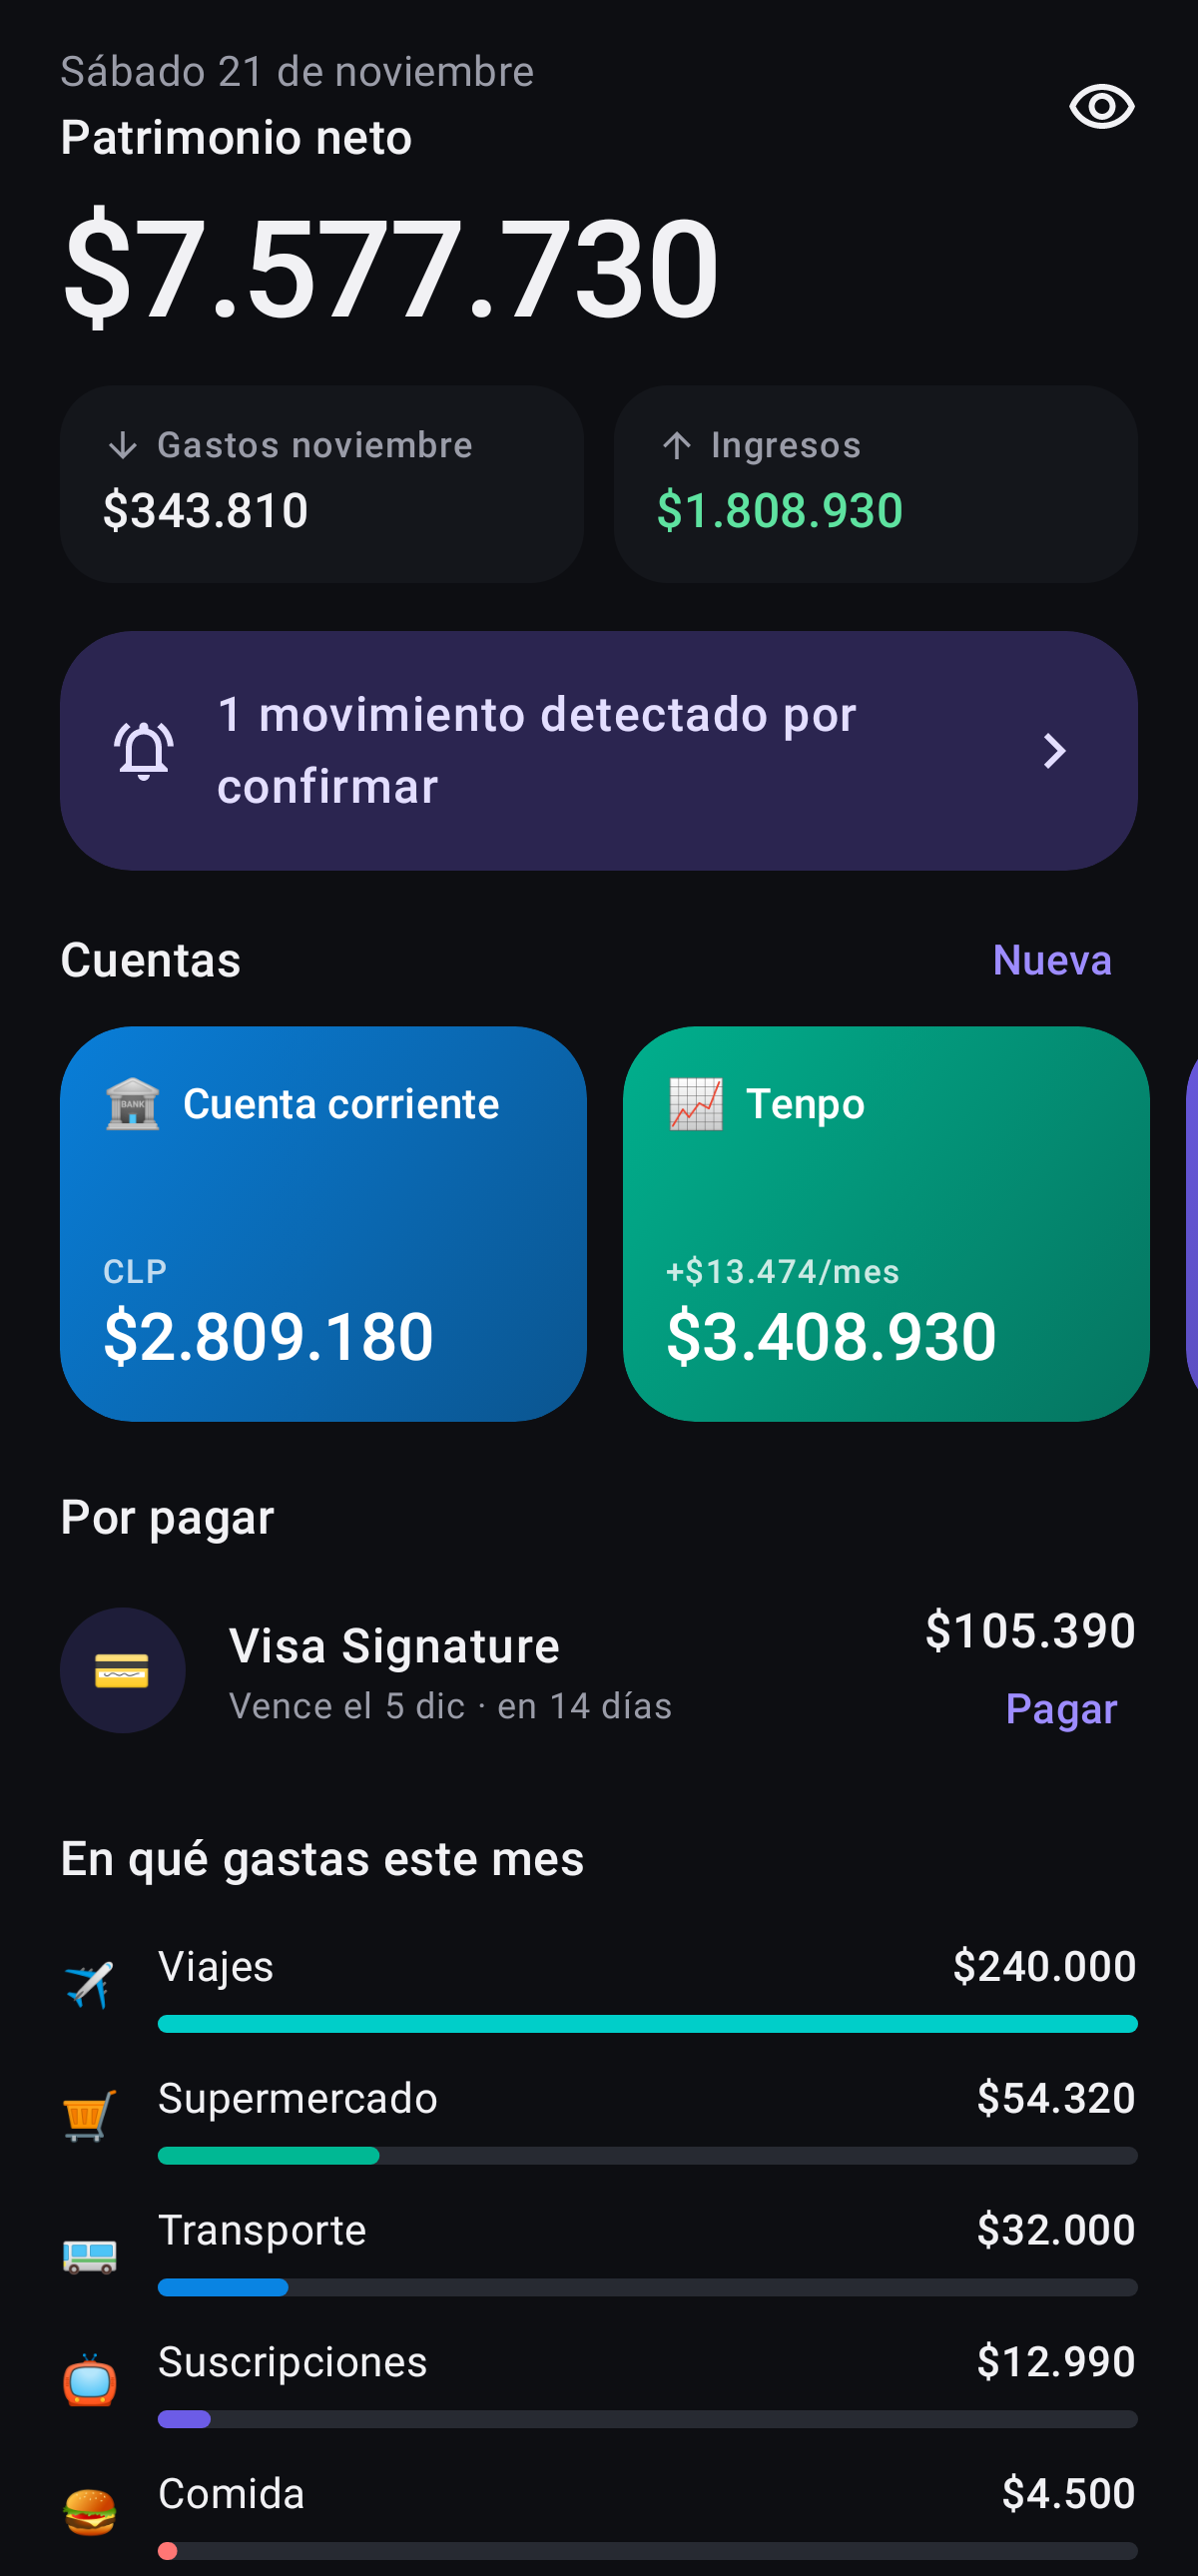 Sábado 21 de noviembre
Patrimonio neto
$7.577.730
Gastos noviembre
$343.810
Ingresos
$1.808.930
1 movimiento detectado por
confirmar
Cuentas
Nueva
BANK
Cuenta corriente
CLP
$2.809.180
Tenpo
+$13.474/mes
$3.408.930
Por pagar
Visa Signature
$105.390
Vence el 5 dic · en 14 días
Pagar
En qué gastas este mes
Viajes
$240.000
Supermercado
$54.320
Transporte
$32.000
Suscripciones
$12.990
Comida
$4.500